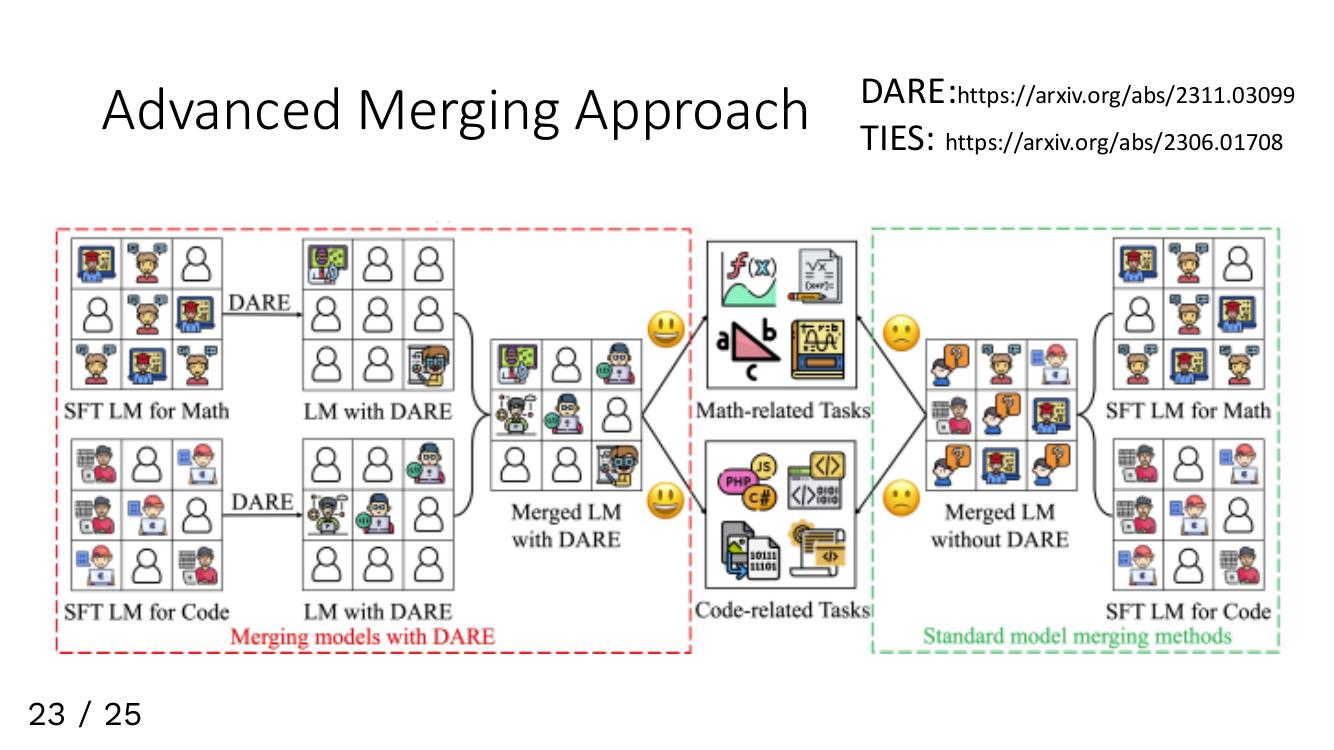 Advanced Merging Approach
DARE:https://arxiv.org/abs/2311.03099
TIES: https://arxiv.org/abs/2306.01708
DARE
SFT LM for Math
LM with DARE
DARE
SFT LM for Code
LM with DARE
Merged LM
with DARE
Merging models with DARE
f(x)
√x
(x+r)=
a
b
c
Math-related Tasks
JS
PHP
C#
</>
</>
0101
1010
10111
11101
</>
Code-related Tasks
Merged LM
without DARE
SFT LM for Math
SFT LM for Code
Standard model merging methods
23 / 25